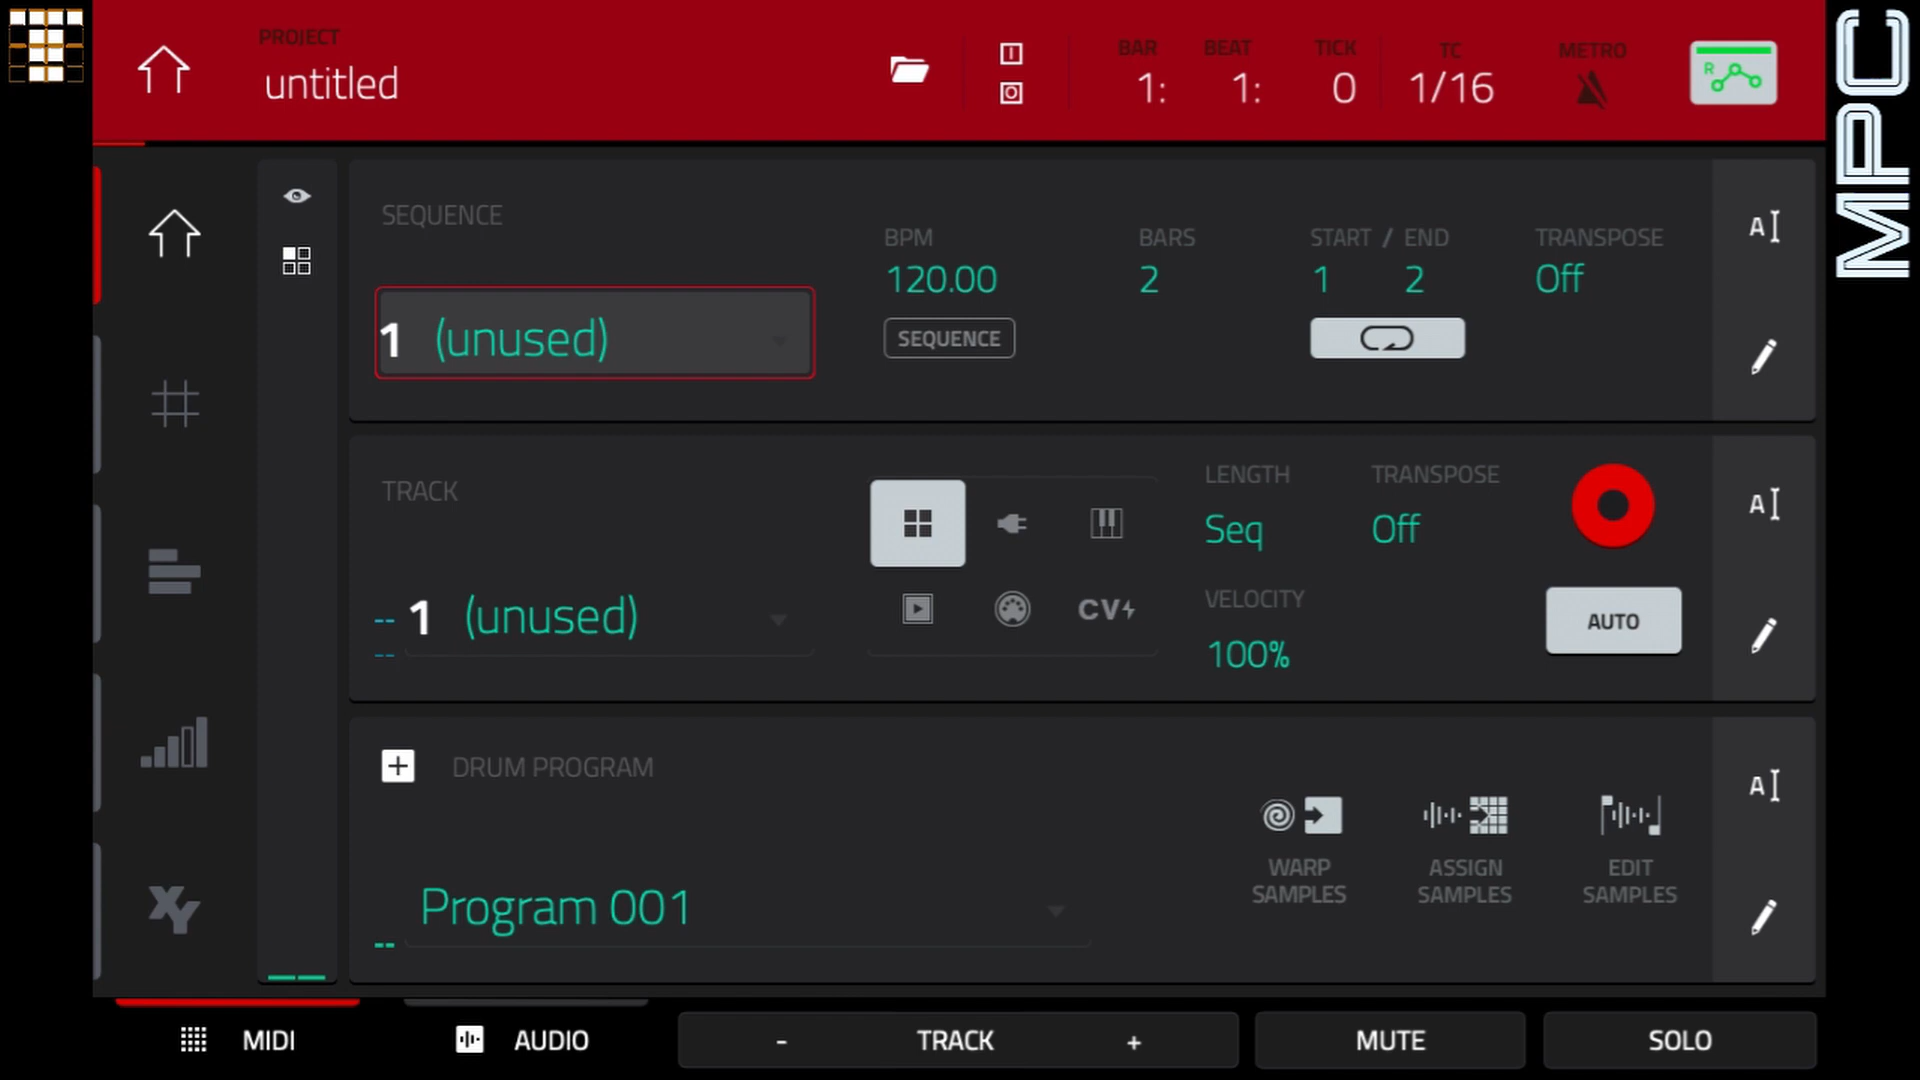 PROJECT
untitled
BAR BEAT TICK TC METRO
1: 1: 0 1/16
R
MPC
SEQUENCE
BPM BARS START / END TRANSPOSE
120.00 2 1 2 Off
1 (unused)
SEQUENCE
A
TRACK
LENGTH TRANSPOSE
Seq Off
A
1 (unused)
CV
VELOCITY
100%
AUTO
DRUM PROGRAM
A
WARP SAMPLES
ASSIGN SAMPLES
EDIT SAMPLES
Program 001
XY
MIDI AUDIO - TRACK + MUTE SOLO